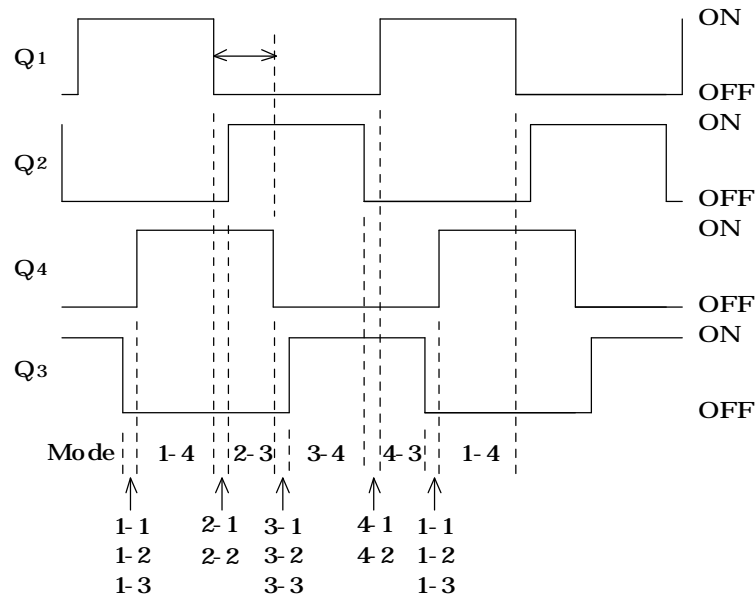 ON
Q1
OFF
ON
Q2
OFF
ON
Q4
OFF
ON
Q3
OFF
Mode 1-4 2-3 3-4 4-3 1-4
1-1 2-1 3-1 4-1 1-1
1-2 2-2 3-2 4-2 1-2
1-3 3-3 1-3